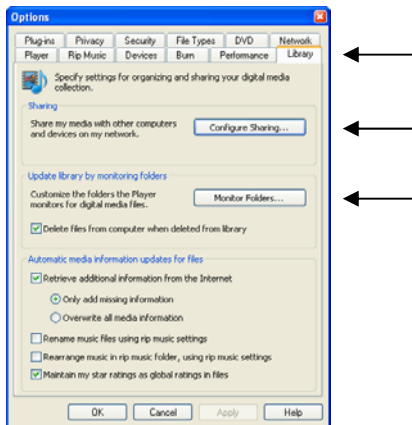 Options
Plug-ins Privacy Security File Types DVD Network
Player Rip Music Devices Burn Performance Library
Specify settings for organizing and sharing your digital media
collection.
Sharing
Share my media with other computers
and devices on my network.
Configure Sharing...
Update library by monitoring folders
Customize the folders the Player
monitors for digital media files.
Monitor Folders...
Delete files from computer when deleted from library
Automatic media information updates for files
Retrieve additional information from the Internet
Only add missing information
Overwrite all media information
Rename music files using rip music settings
Rearrange music in rip music folder, using rip music settings
Maintain my star ratings as global ratings in files
OK Cancel Apply Help